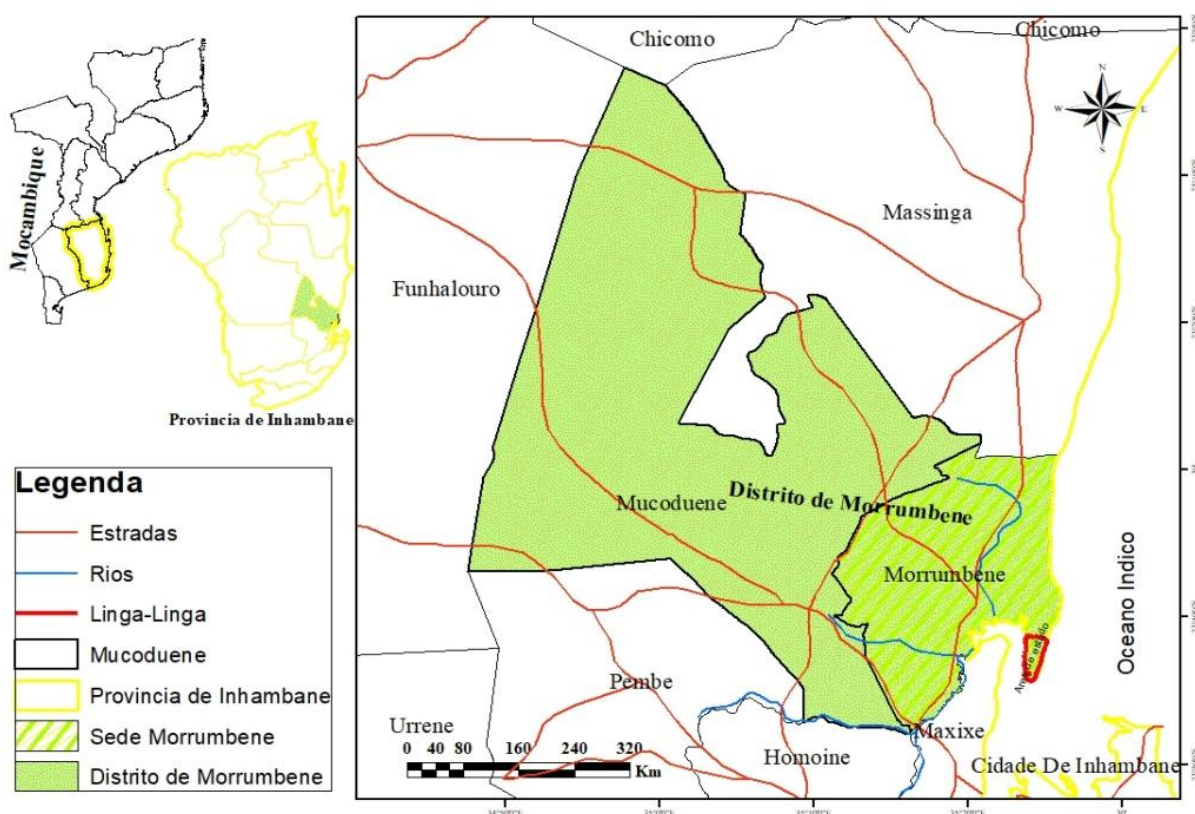 Moçambique
Provincia de Inhambane
Legenda
Estradas
Rios
Linga-Linga
Mucoduene
Provincia de Inhambane
Sede Morrumbene
Distrito de Morrumbene
Chicomo
Chicomo
N
W
E
S
Massinga
Funhalouro
Distrito de Morrumbene
Mucoduene
Morrumbene
Oceano Indico
Pembe
Urrene
Maxixe
Homoine
Cidade De Inhambane
0 40 80 160 240 320
Km